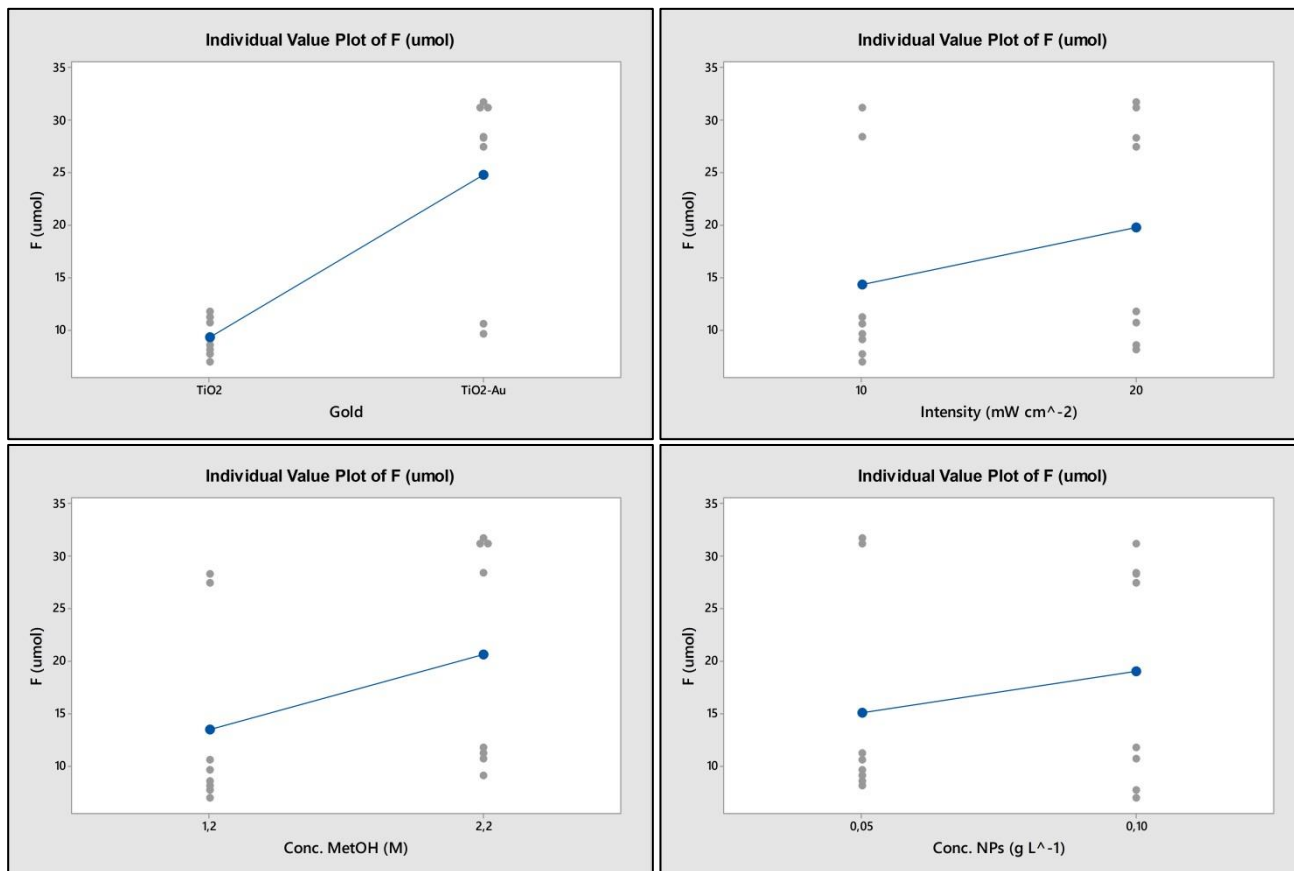 Individual Value Plot of F (umol)
35
30
25
20
15
10
F (umol)
TiO2
TiO2-Au
Gold
Individual Value Plot of F (umol)
35
30
25
20
15
10
F (umol)
10
20
Intensity (mW cm^-2)
Individual Value Plot of F (umol)
35
30
25
20
15
10
F (umol)
1,2
2,2
Conc. MetOH (M)
Individual Value Plot of F (umol)
35
30
25
20
15
10
F (umol)
0,05
0,10
Conc. NPs (g L^-1)